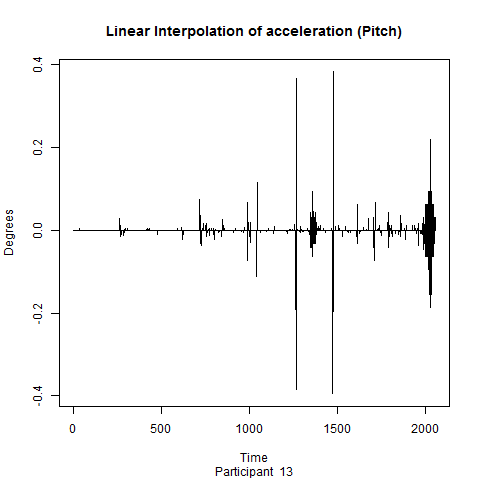 Linear Interpolation of acceleration (Pitch)
0.4
0.2
0.0
-0.2
-0.4
Degrees
0 500 1000 1500 2000
Time
Participant 13